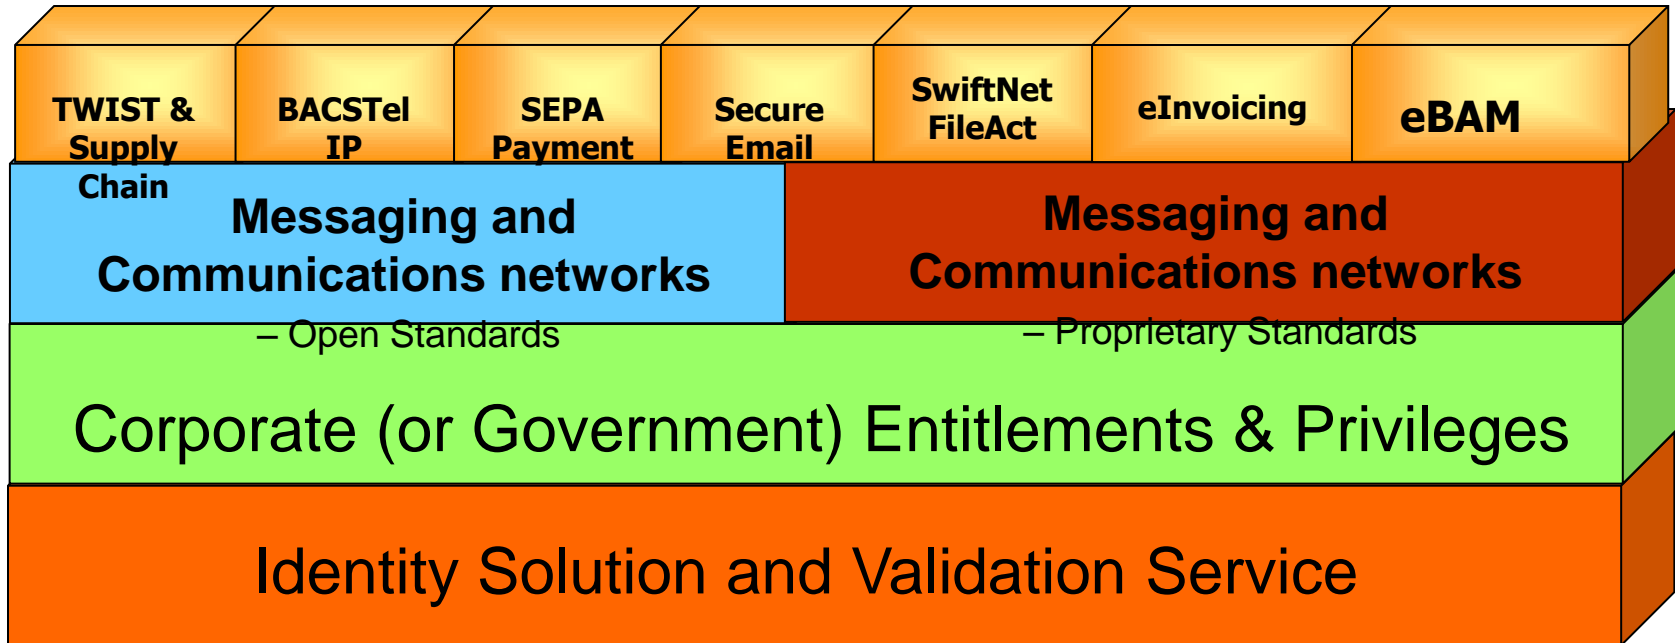 TWIST &
Supply
Chain
BACSTel
IP
SEPA
Payment
Secure
Email
SwiftNet
FileAct
eInvoicing
eBAM
Messaging and
Communications networks
– Open Standards
Messaging and
Communications networks
– Proprietary Standards
Corporate (or Government) Entitlements & Privileges
Identity Solution and Validation Service